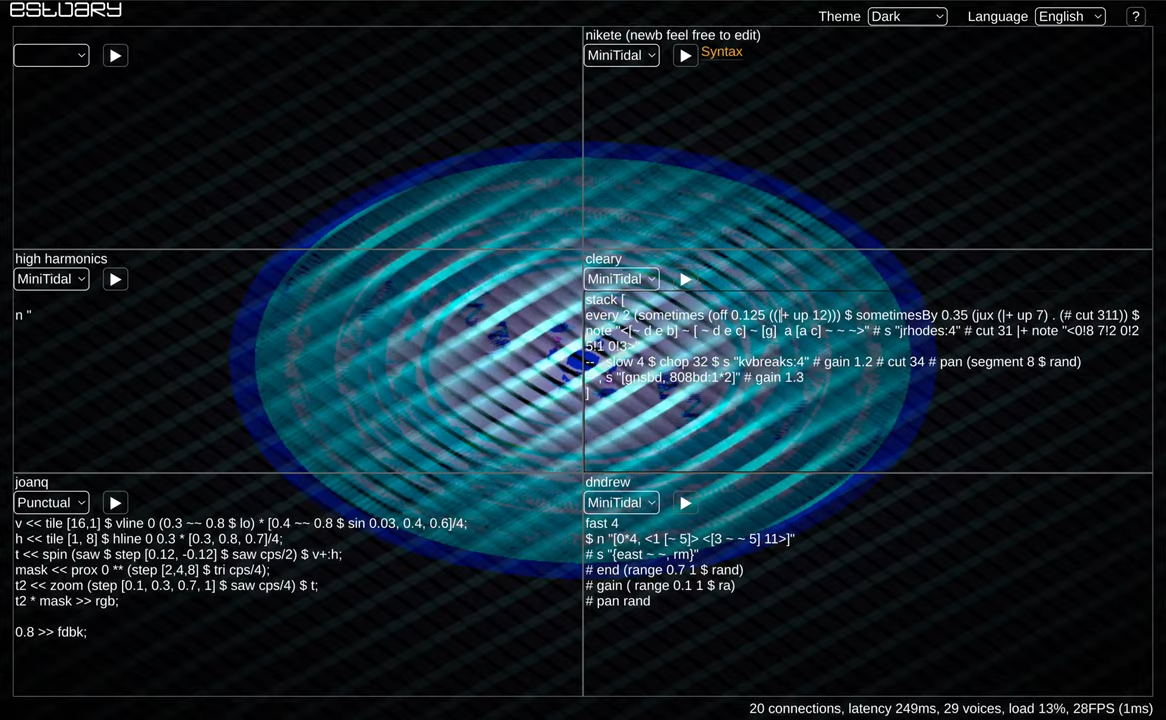 estuary
Theme Dark Language English ?
nikete (newb feel free to edit)
MiniTidal Syntax
high harmonics
MiniTidal
n "
cleary
MiniTidal
stack [
every 2 (sometimes (off 0.125 ((|+ up 12))) $ sometimesBy 0.35 (jux (|+ up 7) . (# cut 311)) $
note "<[~ d e b] ~ [ ~ d e c] ~ [g]  a [a c] ~ ~ ~>" # s "jrhodes:4" # cut 31 |+ note "<0!8 7!2 0!2
5!1 0!3>"
-- , slow 4 $ chop 32 $ s "kvbreaks:4" # gain 1.2 # cut 34 # pan (segment 8 $ rand)
, s "[gnsbd, 808bd:1*2]" # gain 1.3
]
joanq
Punctual
v << tile [16,1] $ vline 0 (0.3 ~~ 0.8 $ lo) * [0.4 ~~ 0.8 $ sin 0.03, 0.4, 0.6]/4;
h << tile [1, 8] $ hline 0 0.3 * [0.3, 0.8, 0.7]/4;
t << spin (saw $ step [0.12, -0.12] $ saw cps/2) $ v+:h;
mask << prox 0 ** (step [2,4,8] $ tri cps/4);
t2 << zoom (step [0.1, 0.3, 0.7, 1] $ saw cps/4) $ t;
t2 * mask >> rgb;
0.8 >> fdbk;
dndrew
MiniTidal
fast 4
$ n "[0*4, <1 [~ 5]> <[3 ~ ~ 5] 11>]"
# s "{east ~ ~, rm}"
# end (range 0.7 1 $ rand)
# gain ( range 0.1 1 $ ra)
# pan rand
20 connections, latency 249ms, 29 voices, load 13%, 28FPS (1ms)